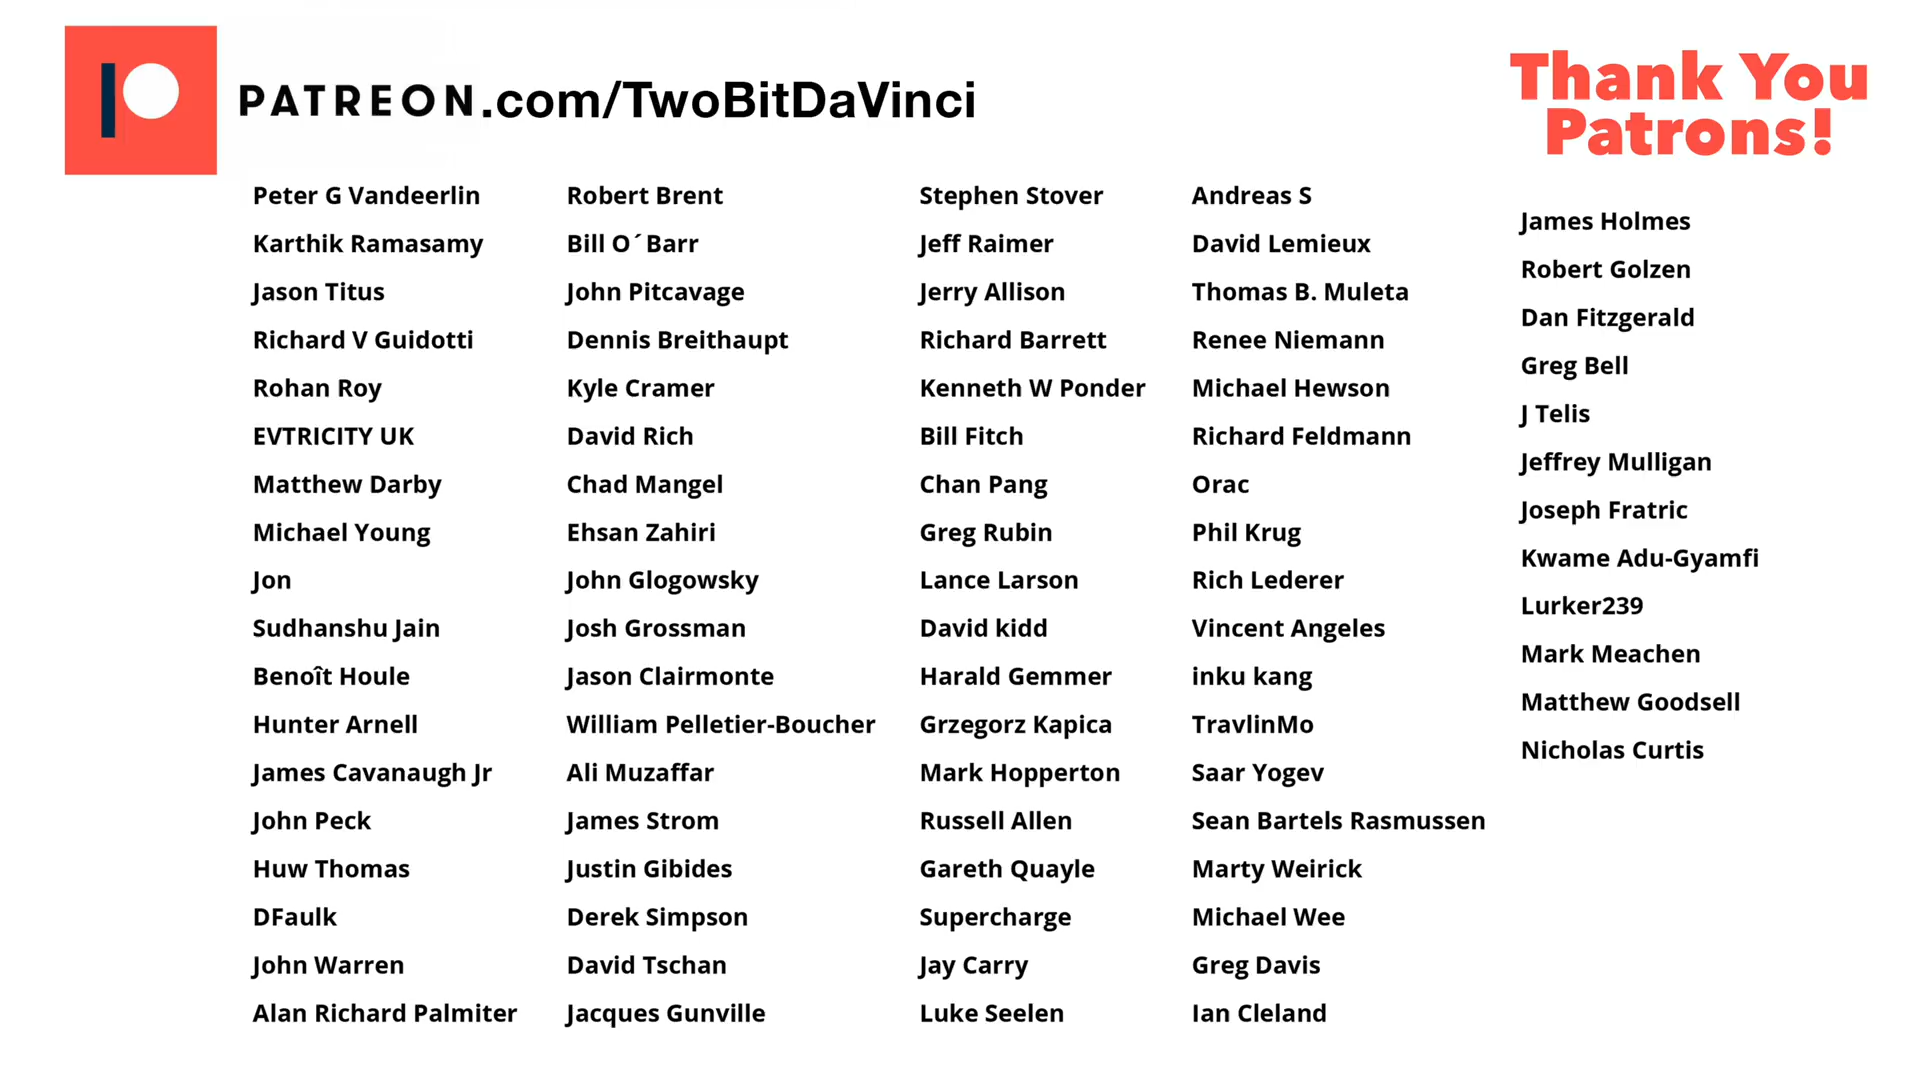 PATREON.com/TwoBitDaVinci
Thank You
Patrons!
Peter G Vandeerlin
Karthik Ramasamy
Jason Titus
Richard V Guidotti
Rohan Roy
EVTRICITY UK
Matthew Darby
Michael Young
Jon
Sudhanshu Jain
Benoît Houle
Hunter Arnell
James Cavanaugh Jr
John Peck
Huw Thomas
DFaulk
John Warren
Alan Richard Palmiter
Robert Brent
Bill O´Barr
John Pitcavage
Dennis Breithaupt
Kyle Cramer
David Rich
Chad Mangel
Ehsan Zahiri
John Glogowsky
Josh Grossman
Jason Clairmonte
William Pelletier-Boucher
Ali Muzaffar
James Strom
Justin Gibides
Derek Simpson
David Tschan
Jacques Gunville
Stephen Stover
Jeff Raimer
Jerry Allison
Richard Barrett
Kenneth W Ponder
Bill Fitch
Chan Pang
Greg Rubin
Lance Larson
David kidd
Harald Gemmer
Grzegorz Kapica
Mark Hopperton
Russell Allen
Gareth Quayle
Supercharge
Jay Carry
Luke Seelen
Andreas S
David Lemieux
Thomas B. Muleta
Renee Niemann
Michael Hewson
Richard Feldmann
Orac
Phil Krug
Rich Lederer
Vincent Angeles
inku kang
TravlinMo
Saar Yogev
Sean Bartels Rasmussen
Marty Weirick
Michael Wee
Greg Davis
Ian Cleland
James Holmes
Robert Golzen
Dan Fitzgerald
Greg Bell
J Telis
Jeffrey Mulligan
Joseph Fratric
Kwame Adu-Gyamfi
Lurker239
Mark Meachen
Matthew Goodsell
Nicholas Curtis